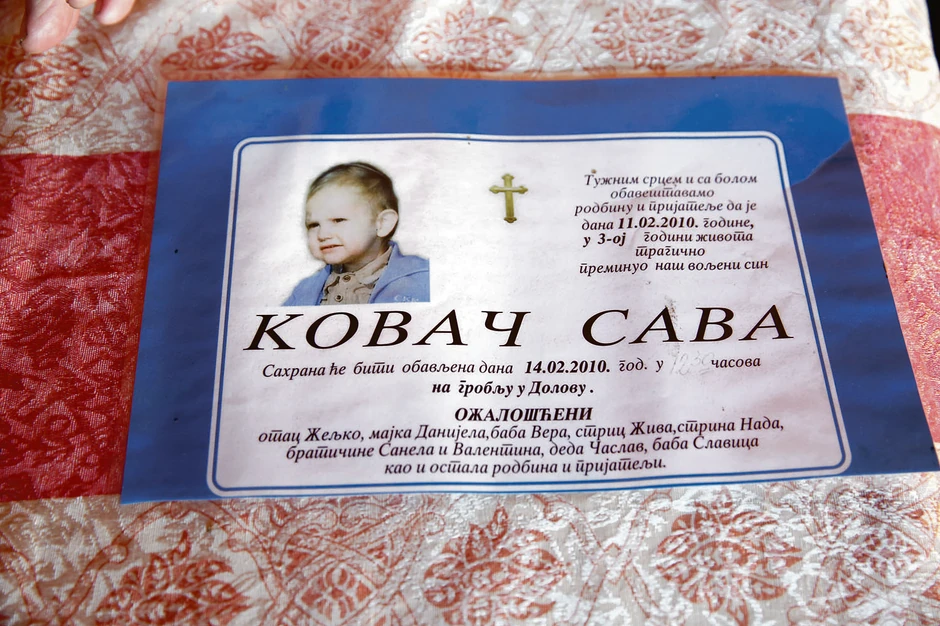 Тужним срцем и са болом
обавештавамо
родбину и пријатеље да је
дана 11.02.2010. године,
у 3-ој години живота
трагично
преминуо наш вољени син
КОВАЧ САВА
Сахрана ће бити обављена дана 14.02.2010. год. у часова
на гробљу у Долову.
ОЖАЛОШЋЕНИ
отац Жељко, мајка Данијела,баба Вера, стриц Жива,стрина Нада,
братичине Санела и Валентина, деда Часлав, баба Славица
као и остала родбина и пријатељи.